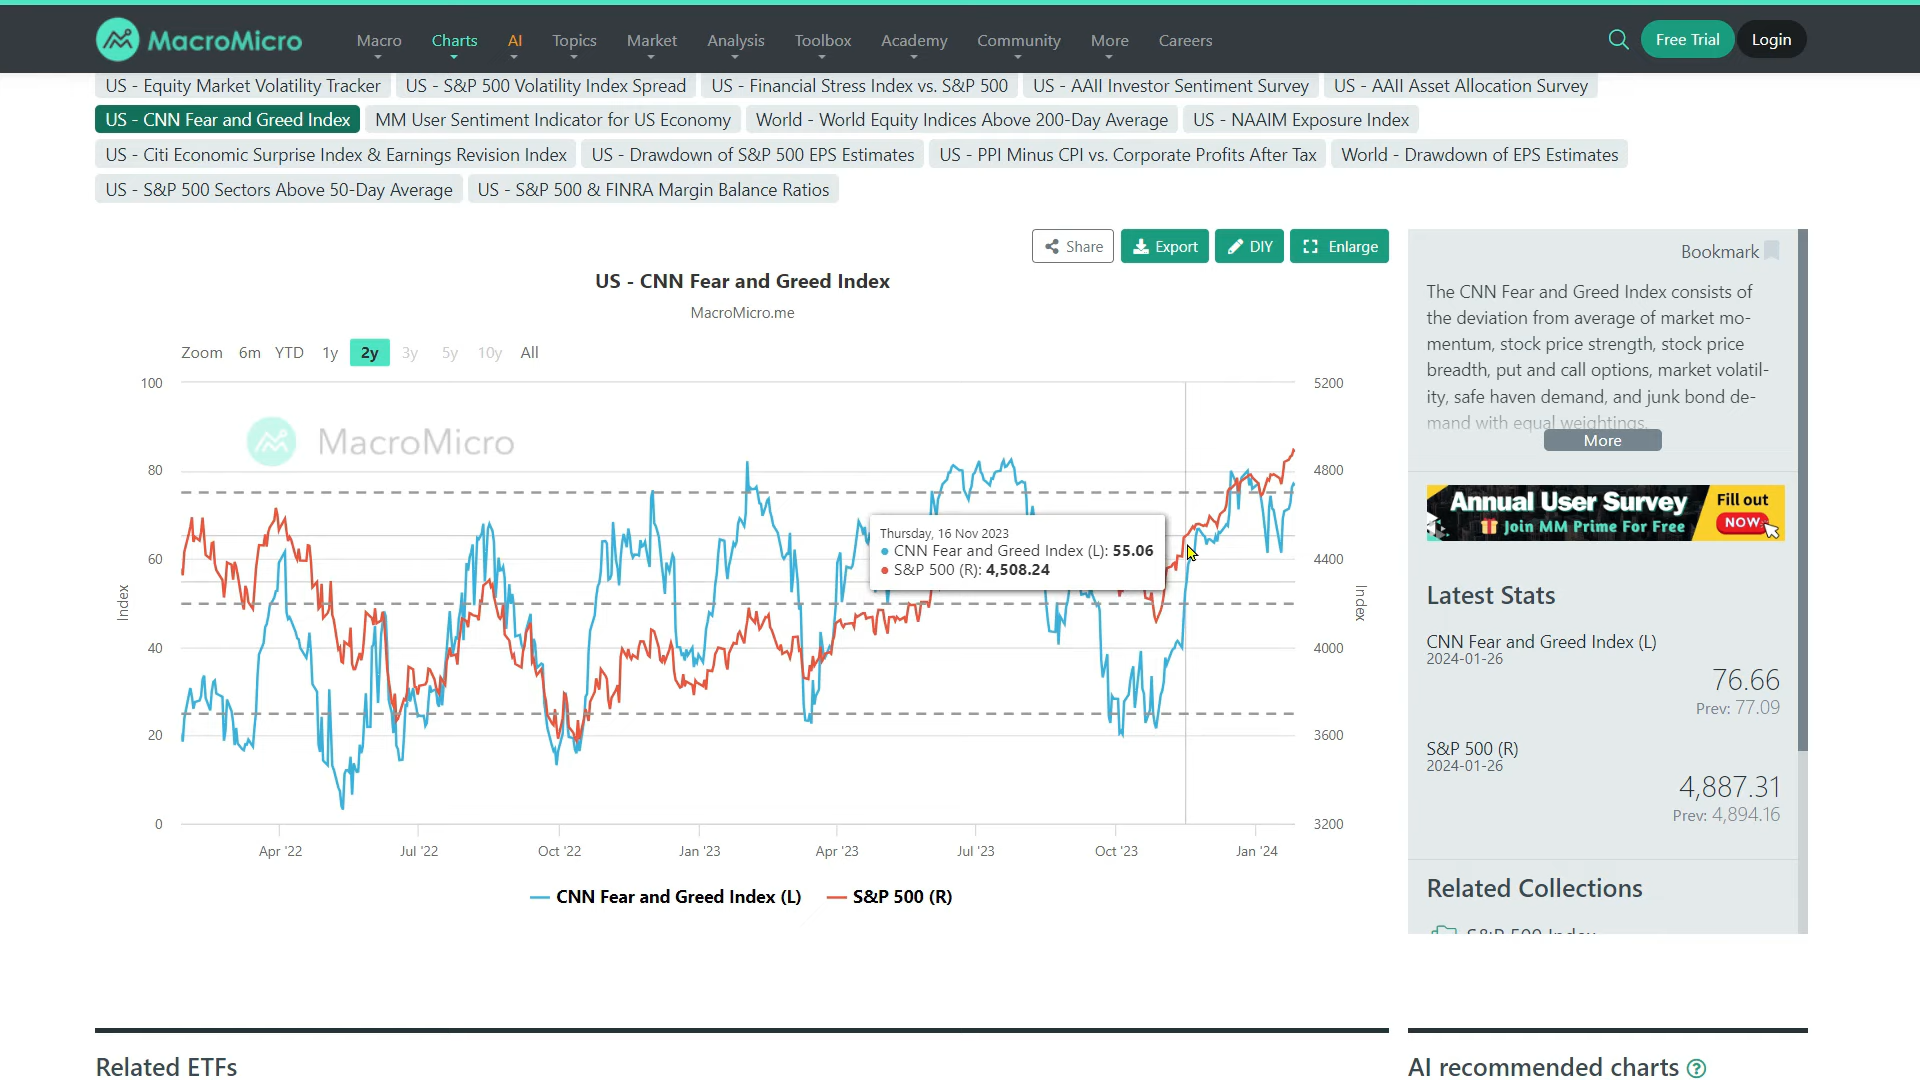 MacroMicro
Macro Charts AI Topics Market Analysis Toolbox Academy Community More Careers Free Trial Login
US - Equity Market Volatility Tracker US - S&P 500 Volatility Index Spread US - Financial Stress Index vs. S&P 500 US - AAII Investor Sentiment Survey US - AAII Asset Allocation Survey
US - CNN Fear and Greed Index MM User Sentiment Indicator for US Economy World - World Equity Indices Above 200-Day Average US - NAAIM Exposure Index
US - Citi Economic Surprise Index & Earnings Revision Index US - Drawdown of S&P 500 EPS Estimates US - PPI Minus CPI vs. Corporate Profits After Tax World - Drawdown of EPS Estimates
US - S&P 500 Sectors Above 50-Day Average US - S&P 500 & FINRA Margin Balance Ratios
Share Export DIY Enlarge
US - CNN Fear and Greed Index
MacroMicro.me
Zoom 6m YTD 1y 2y 3y 5y 10y All
100 5200
MacroMicro
80 4800
Thursday, 16 Nov 2023
CNN Fear and Greed Index (L): 55.06
S&P 500 (R): 4,508.24
60 4400
Index Index
40 4000
20 3600
0 3200
Apr '22 Jul '22 Oct '22 Jan '23 Apr '23 Jul '23 Oct '23 Jan '24
CNN Fear and Greed Index (L) S&P 500 (R)
Bookmark
The CNN Fear and Greed Index consists of
the deviation from average of market mo-
mentum, stock price strength, stock price
breadth, put and call options, market volatil-
ity, safe haven demand, and junk bond de-
mand with equal weightings.
More
Annual User Survey
Join MM Prime For Free
Fill out
NOW
Latest Stats
CNN Fear and Greed Index (L)
2024-01-26
76.66
Prev: 77.09
S&P 500 (R)
2024-01-26
4,887.31
Prev: 4,894.16
Related Collections
S&P 500 Index
Related ETFs
AI recommended charts ?